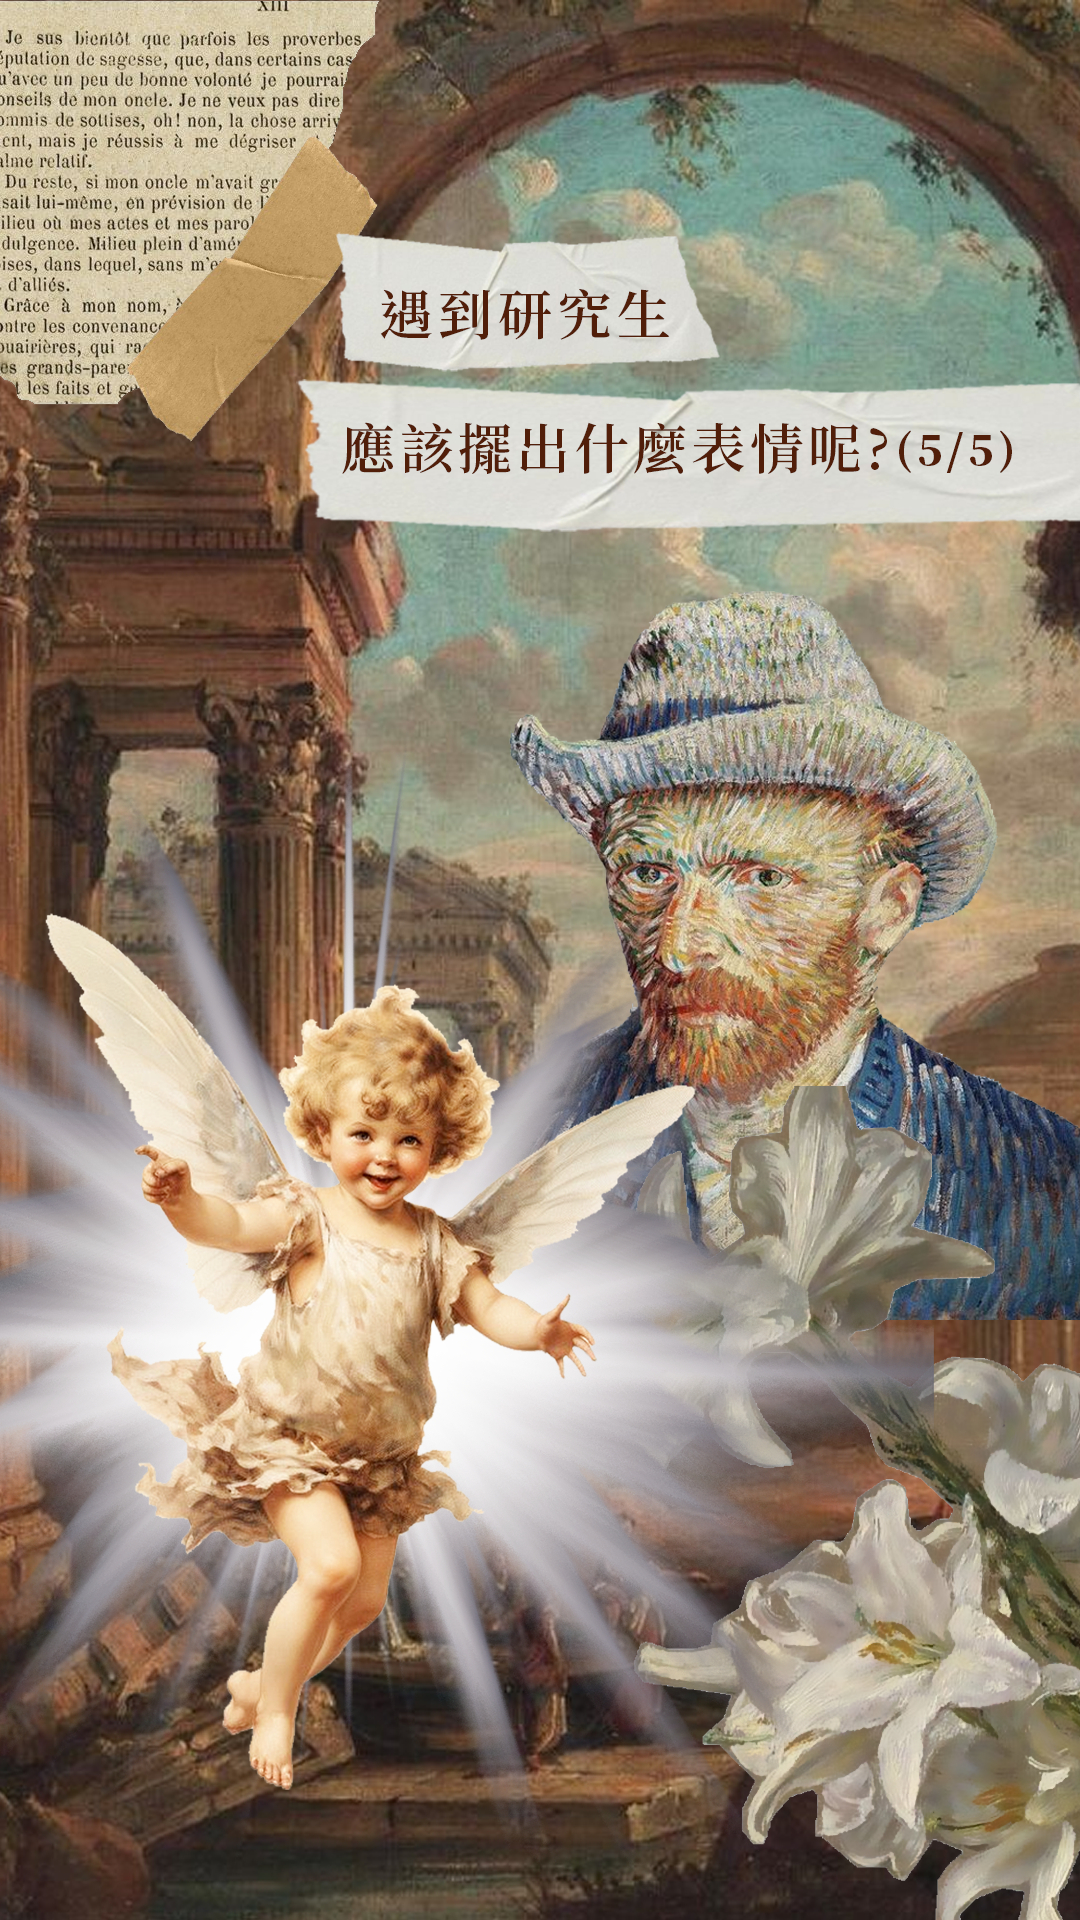 XIII
Je sus bientôt que parfois les proverbes
éputation de sagesse, que, dans certains cas
u'avec un peu de bonne volonté je pourrai
onseils de mon oncle. Je ne veux pas dire
ommis de sottises, oh! non, la chose arriv
ent, mais je réussis à me dégriser
alme relatif.
Du reste, si mon oncle m'avait gr
sait lui-même, en prévision de l'
ilieu où mes actes et mes parol
dulgence. Milieu plein d'amé
oises, dans lequel, sans m'e
d'alliés.
Grâce à mon nom, à
ontre les convenance
ouairières, qui ra
es grands-pare
t les faits et ge
遇到研究生
應該擺出什麼表情呢?(5/5)